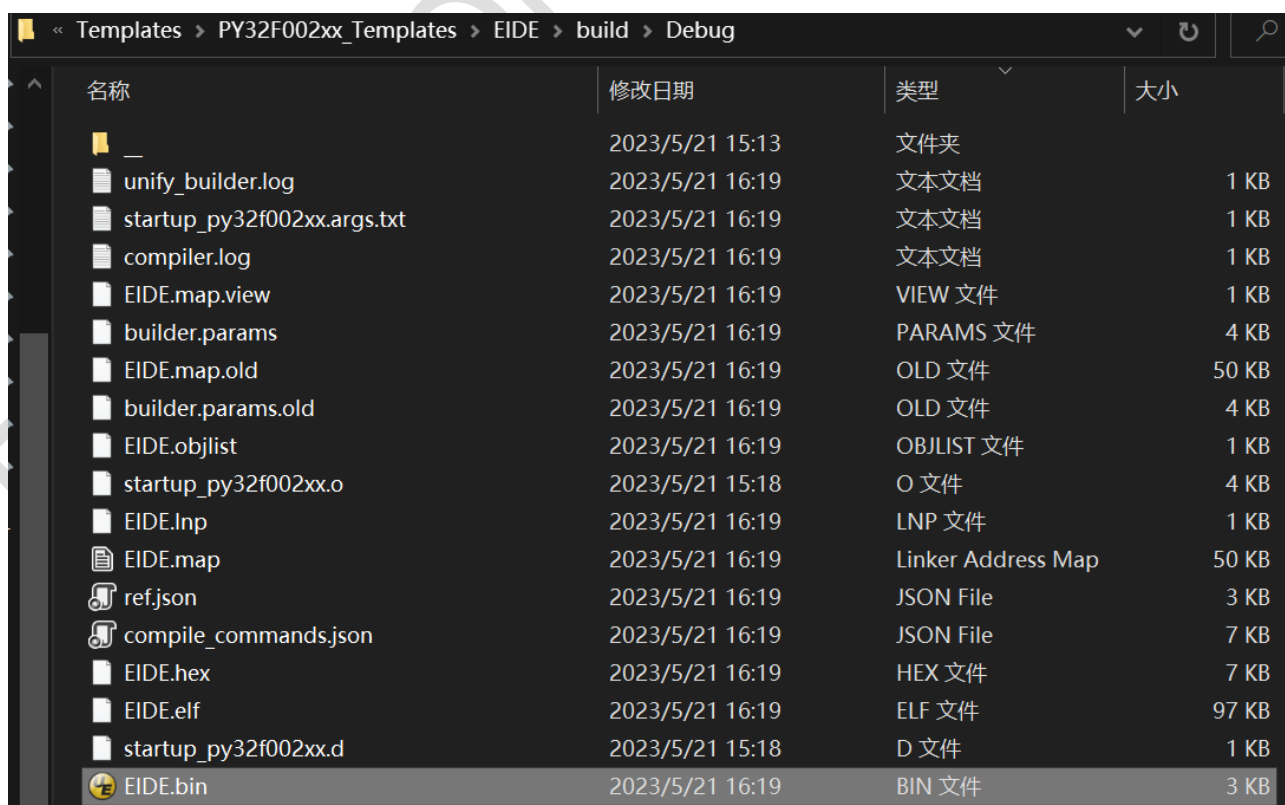 « Templates > PY32F002xx_Templates > EIDE > build > Debug
名称 修改日期 类型 大小
__ 2023/5/21 15:13 文件夹
unify_builder.log 2023/5/21 16:19 文本文档 1 KB
startup_py32f002xx.args.txt 2023/5/21 16:19 文本文档 1 KB
compiler.log 2023/5/21 16:19 文本文档 1 KB
EIDE.map.view 2023/5/21 16:19 VIEW 文件 1 KB
builder.params 2023/5/21 16:19 PARAMS 文件 4 KB
EIDE.map.old 2023/5/21 16:19 OLD 文件 50 KB
builder.params.old 2023/5/21 16:19 OLD 文件 4 KB
EIDE.objlist 2023/5/21 16:19 OBJLIST 文件 1 KB
startup_py32f002xx.o 2023/5/21 15:18 O 文件 4 KB
EIDE.lnp 2023/5/21 16:19 LNP 文件 1 KB
EIDE.map 2023/5/21 16:19 Linker Address Map 50 KB
ref.json 2023/5/21 16:19 JSON File 3 KB
compile_commands.json 2023/5/21 16:19 JSON File 7 KB
EIDE.hex 2023/5/21 16:19 HEX 文件 7 KB
EIDE.elf 2023/5/21 16:19 ELF 文件 97 KB
startup_py32f002xx.d 2023/5/21 15:18 D 文件 1 KB
EIDE.bin 2023/5/21 16:19 BIN 文件 3 KB